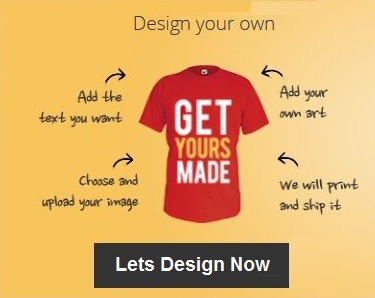 Design your own
Add the
text you want
Add your
own art
GET
YOURS
MADE
Choose and
upload your image
We will print
and ship it
Lets Design Now